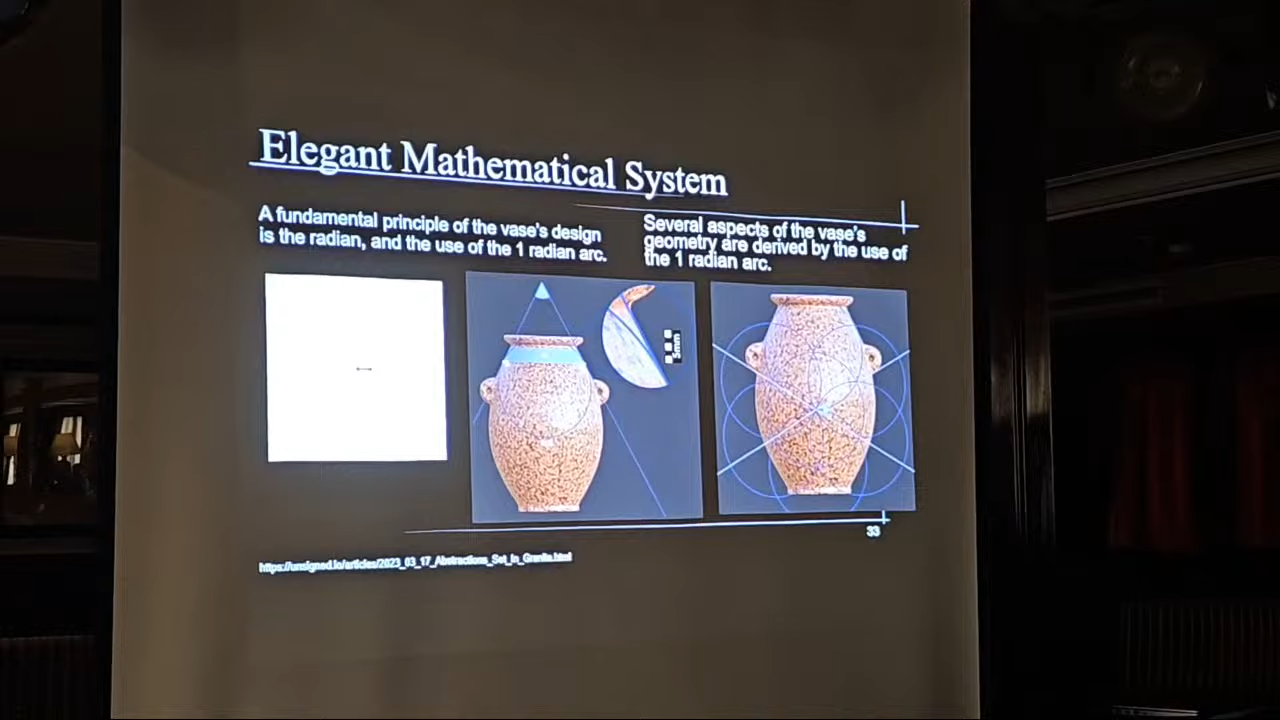 Elegant Mathematical System
A fundamental principle of the vase's design
is the radian, and the use of the 1 radian arc.
Several aspects of the vase's
geometry are derived by the use of
the 1 radian arc.
5mm
33
https://unsigned.io/articles/2023_03_17_Abstractions_Set_In_Granite.html